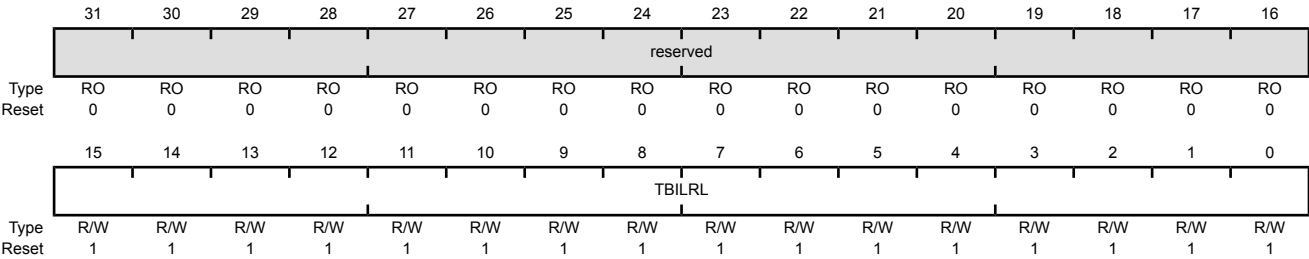 31 30 29 28 27 26 25 24 23 22 21 20 19 18 17 16
reserved
Type RO RO RO RO RO RO RO RO RO RO RO RO RO RO RO RO
Reset 0 0 0 0 0 0 0 0 0 0 0 0 0 0 0 0
15 14 13 12 11 10 9 8 7 6 5 4 3 2 1 0
TBILRL
Type R/W R/W R/W R/W R/W R/W R/W R/W R/W R/W R/W R/W R/W R/W R/W R/W
Reset 1 1 1 1 1 1 1 1 1 1 1 1 1 1 1 1